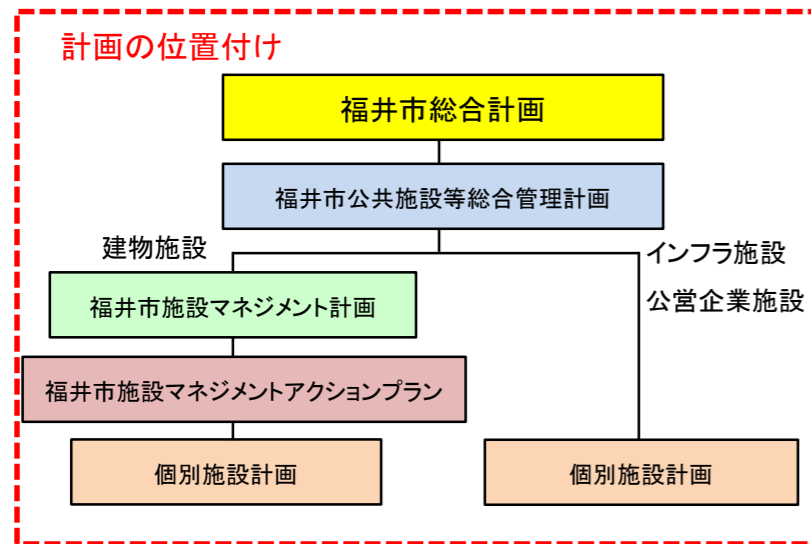 計画の位置付け
福井市総合計画
福井市公共施設等総合管理計画
建物施設
インフラ施設
公営企業施設
福井市施設マネジメント計画
福井市施設マネジメントアクションプラン
個別施設計画
個別施設計画